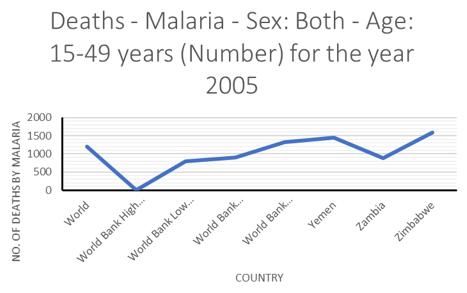 Deaths - Malaria - Sex: Both - Age:
15-49 years (Number) for the year
2005
2000
1500
1000
500
0
NO. OF DEATHS BY MALARIA
World
World Bank High...
World Bank Low...
World Bank...
World Bank...
Yemen
Zambia
Zimbabwe
COUNTRY